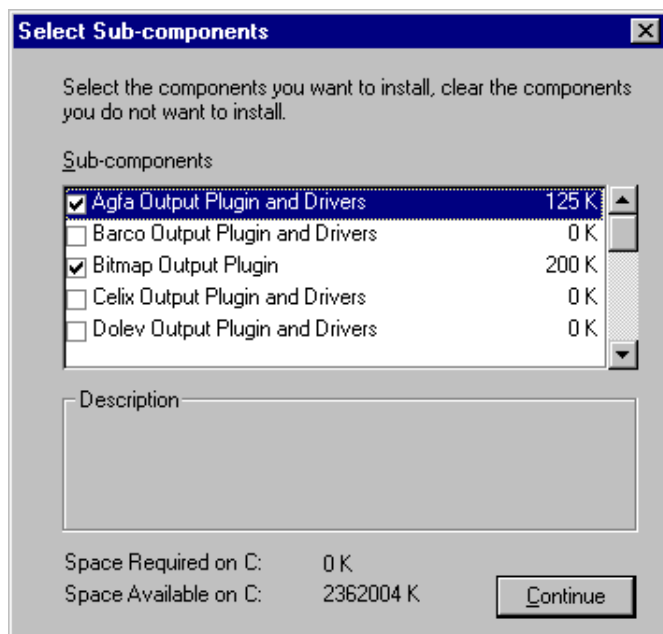 Select Sub-components
Select the components you want to install, clear the components
you do not want to install.
Sub-components
Agfa Output Plugin and Drivers 125 K
Barco Output Plugin and Drivers 0 K
Bitmap Output Plugin 200 K
Celix Output Plugin and Drivers 0 K
Dolev Output Plugin and Drivers 0 K
Description
Space Required on C: 0 K
Space Available on C: 2362004 K
Continue